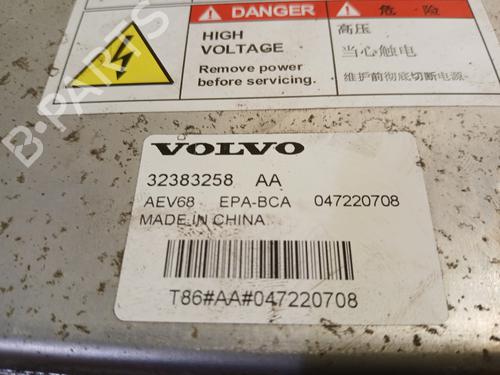 DANGER
HIGH
VOLTAGE
Remove power
before servicing.
危 险
高压
当心触电
维护前彻底切断电源
B-PARTS
VOLVO
32383258 AA
AEV68 EPA-BCA 047220708
MADE IN CHINA
T86#AA#047220708